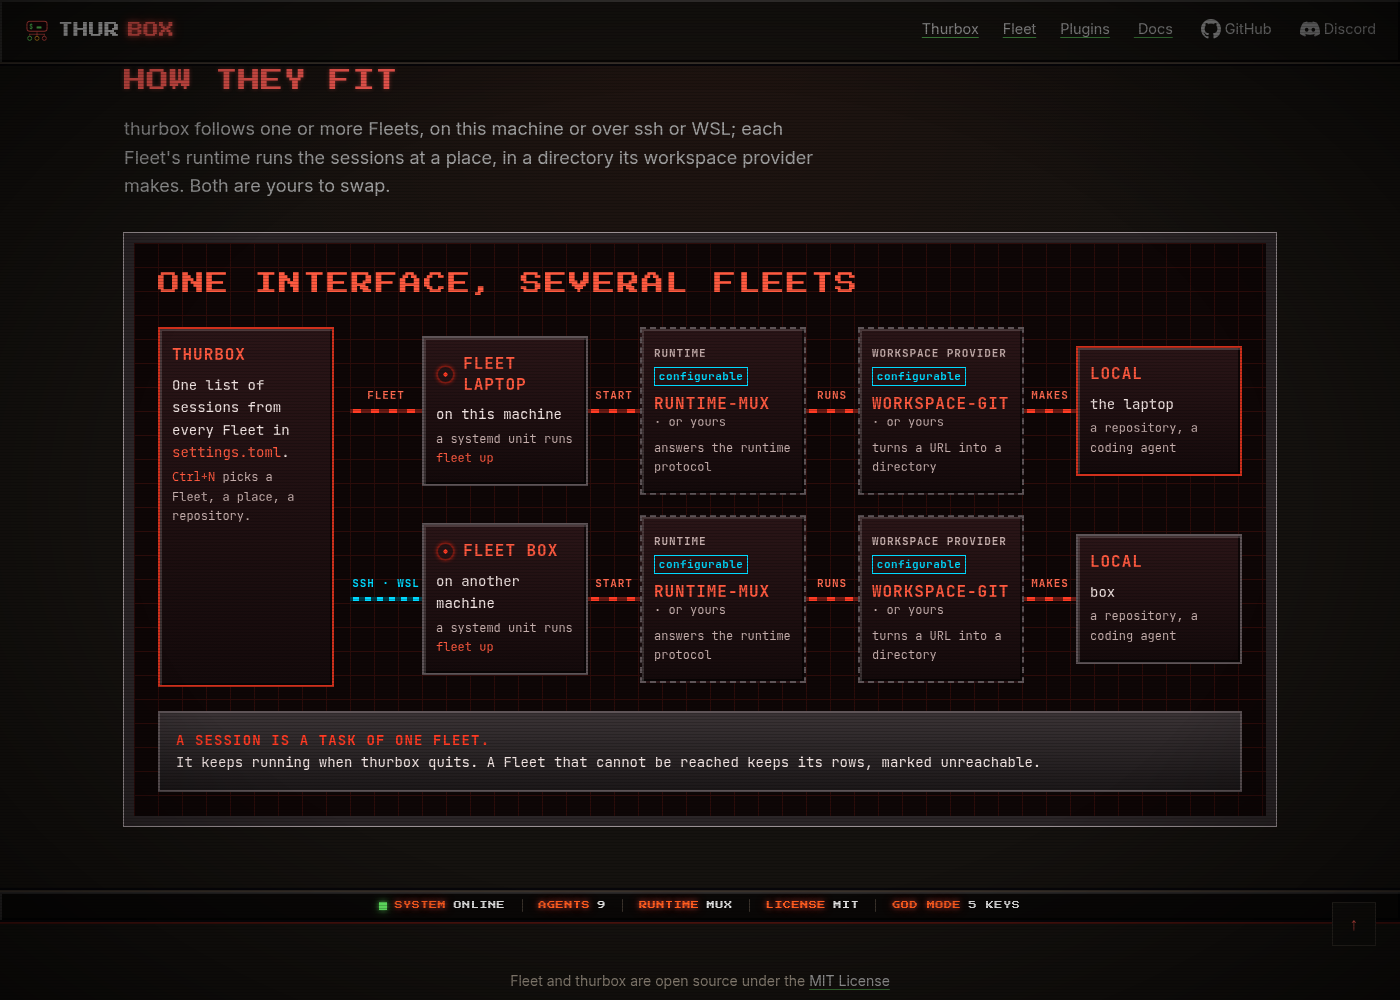 THUR BOX
Thurbox Fleet Plugins Docs GitHub Discord
HOW THEY FIT
thurbox follows one or more Fleets, on this machine or over ssh or WSL; each
Fleet's runtime runs the sessions at a place, in a directory its workspace provider
makes. Both are yours to swap.
ONE INTERFACE, SEVERAL FLEETS
THURBOX
One list of
sessions from
every Fleet in
settings.toml.
Ctrl+N picks a
Fleet, a place, a
repository.
FLEET
FLEET
LAPTOP
on this machine
a systemd unit runs
fleet up
START
RUNTIME
configurable
RUNTIME-MUX
· or yours
answers the runtime
protocol
RUNS
WORKSPACE PROVIDER
configurable
WORKSPACE-GIT
· or yours
turns a URL into a
directory
MAKES
LOCAL
the laptop
a repository, a
coding agent
SSH · WSL
FLEET BOX
on another
machine
a systemd unit runs
fleet up
START
RUNTIME
configurable
RUNTIME-MUX
· or yours
answers the runtime
protocol
RUNS
WORKSPACE PROVIDER
configurable
WORKSPACE-GIT
· or yours
turns a URL into a
directory
MAKES
LOCAL
box
a repository, a
coding agent
A SESSION IS A TASK OF ONE FLEET.
It keeps running when thurbox quits. A Fleet that cannot be reached keeps its rows, marked unreachable.
SYSTEM ONLINE AGENTS 9 RUNTIME MUX LICENSE MIT GOD MODE 5 KEYS
↑
Fleet and thurbox are open source under the MIT License